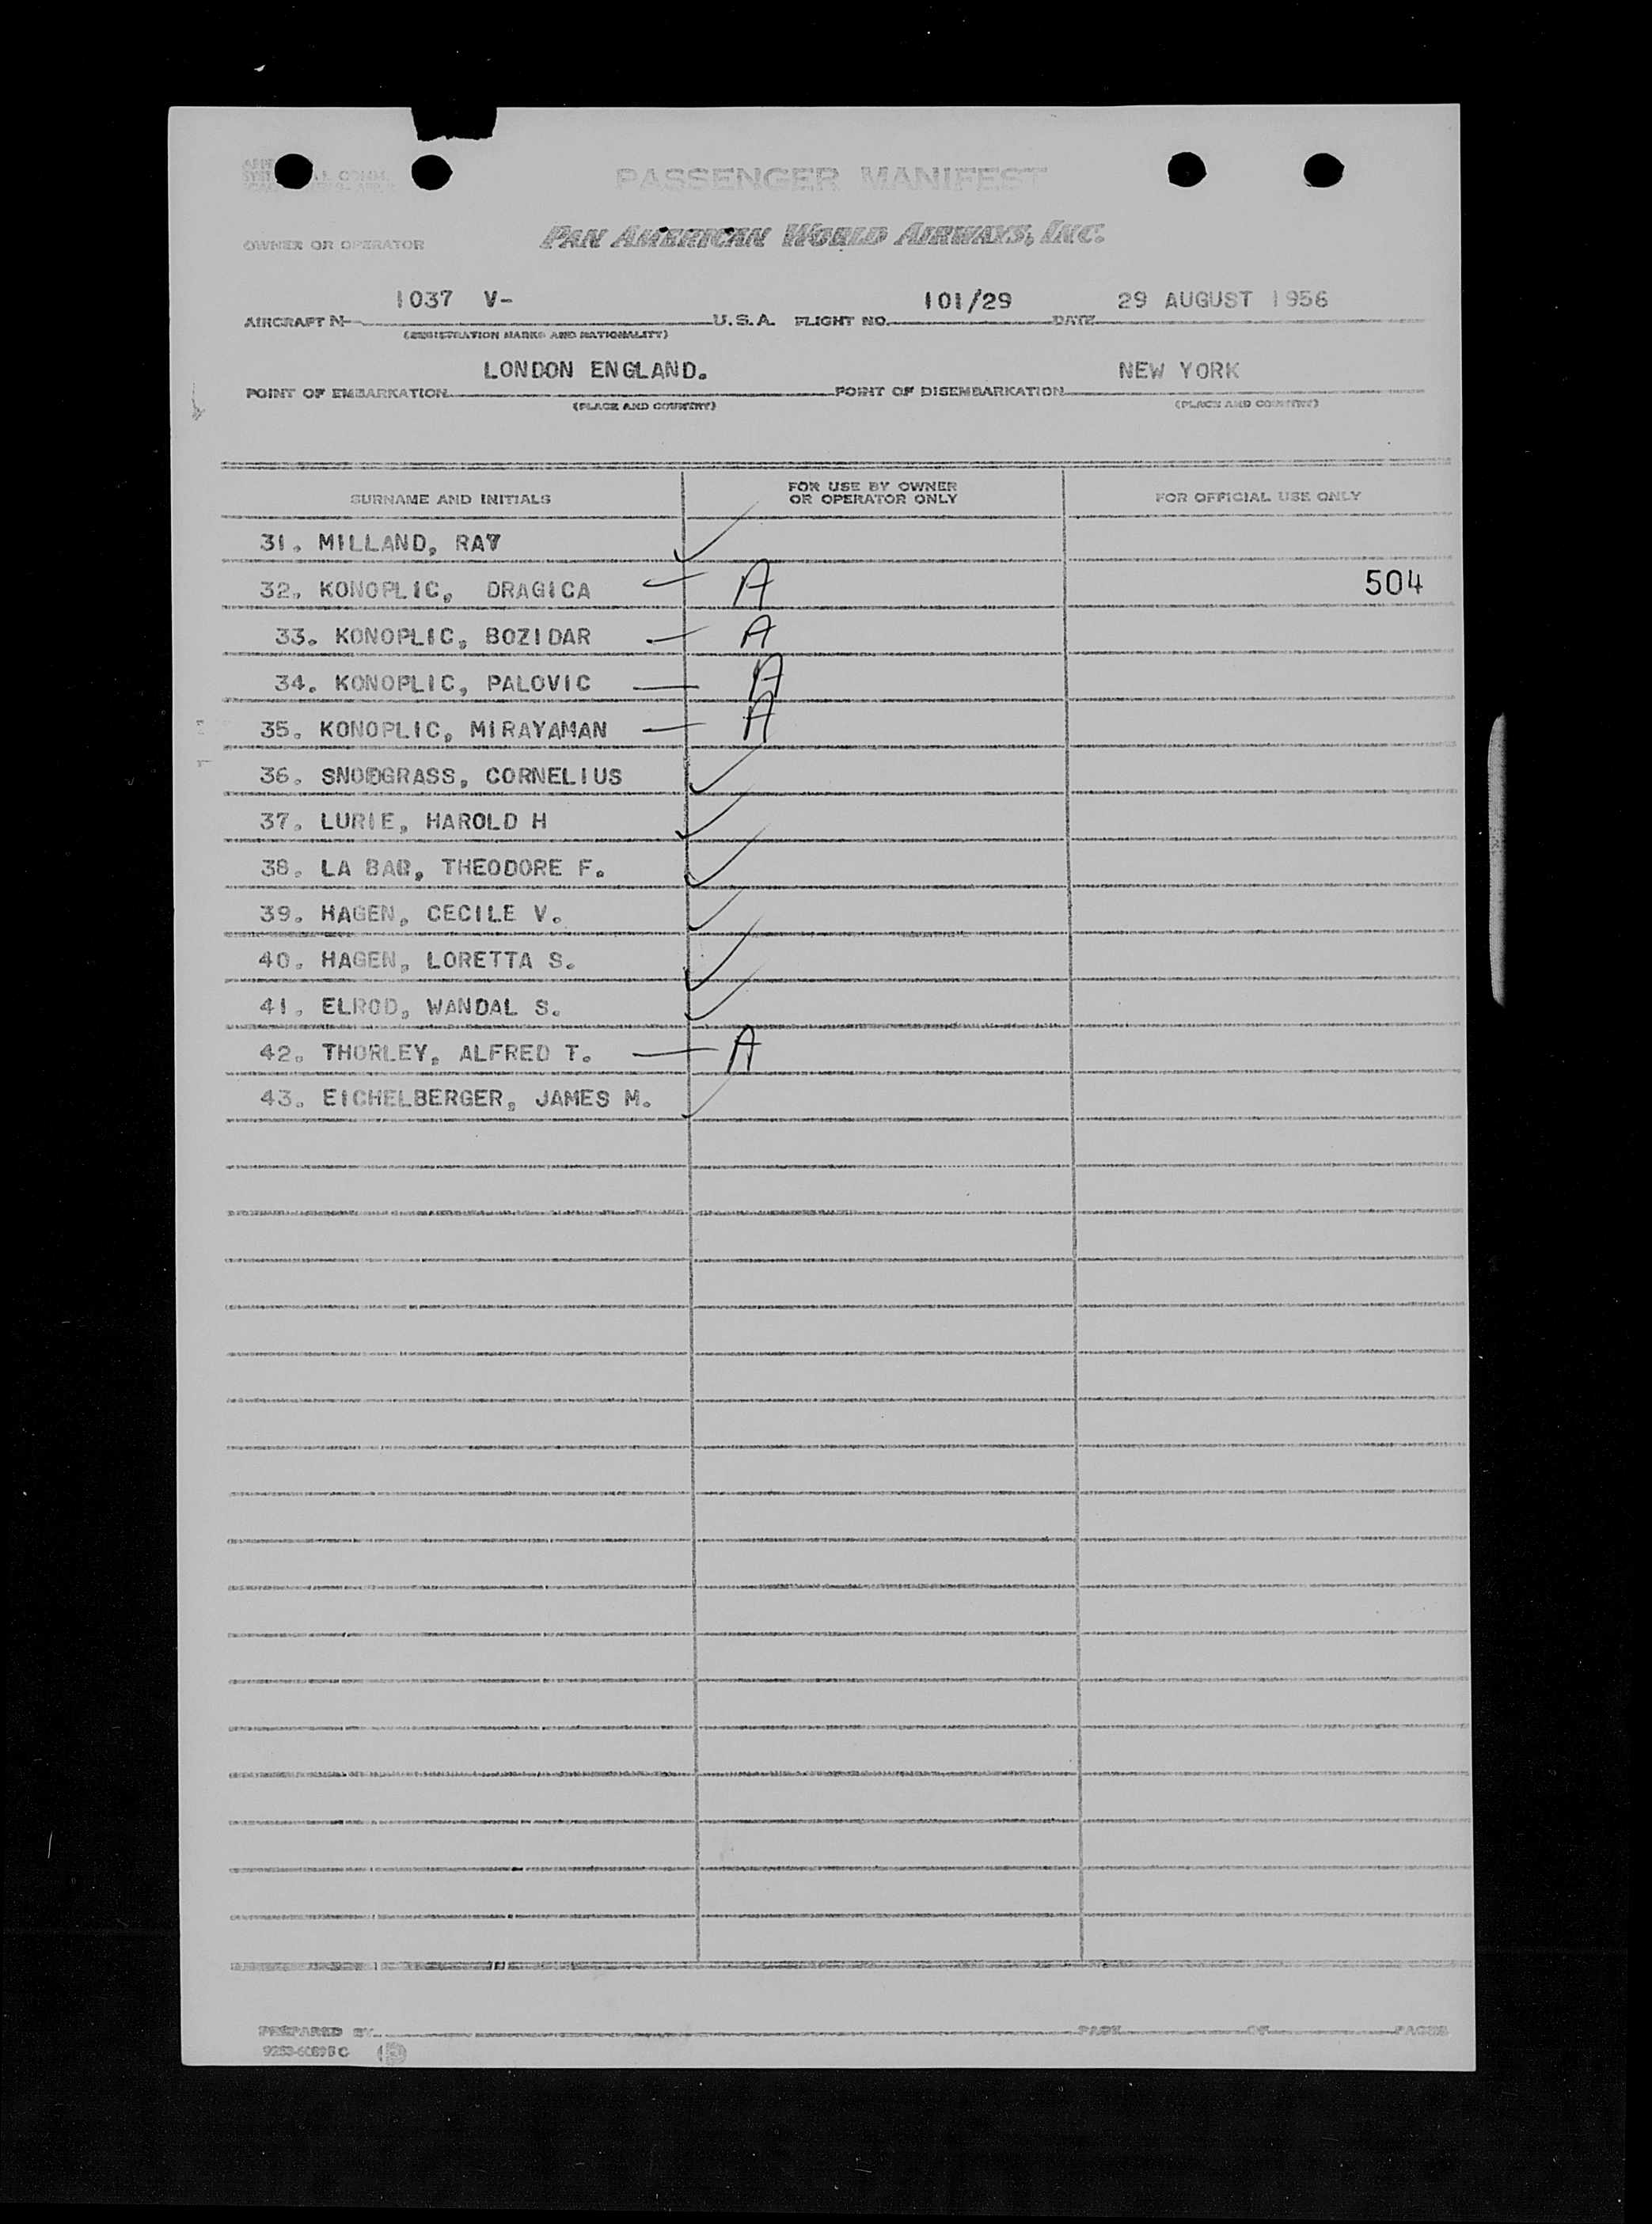 PASSENGER MANIFEST
OWNER OR OPERATOR PAN AMERICAN WORLD AIRWAYS, INC.
1037 V- 101/29 29 AUGUST 1956
AIRCRAFT N U.S.A. FLIGHT NO. DATE
(REGISTRATION MARKS AND NATIONALITY)
LONDON ENGLAND. NEW YORK
POINT OF EMBARKATION POINT OF DISEMBARKATION
(PLACE AND COUNTRY) (PLACE AND COUNTRY)
SURNAME AND INITIALS FOR USE BY OWNER OR OPERATOR ONLY FOR OFFICIAL USE ONLY
31. MILLAND, RAY
32. KONOPLIC, DRAGICA A 504
33. KONOPLIC, BOZIDAR A
34. KONOPLIC, PALOVIC A
35. KONOPLIC, MIRAYAMAN A
36. SNODGRASS, CORNELIUS
37. LURIE, HAROLD H
38. LA BAR, THEODORE F.
39. HAGEN, CECILE V.
40. HAGEN, LORETTA S.
41. ELROD, WANDAL S.
42. THORLEY, ALFRED T. A
43. EICHELBERGER, JAMES M.
PREPARED BY PAGE OF PAGES